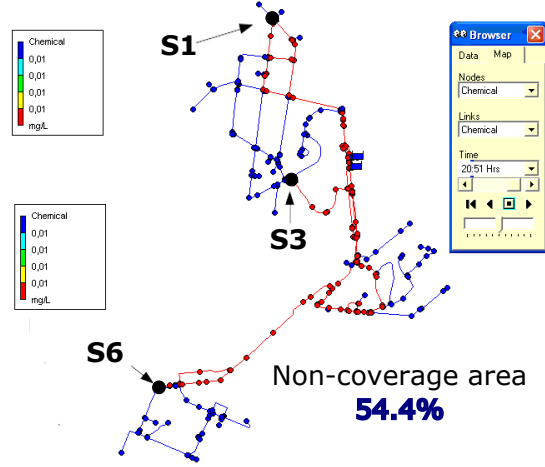 Chemical
0,01
0,01
0,01
0,01
mg/L
S1
Browser
Data Map
Nodes
Chemical
Links
Chemical
Time
20:51 Hrs
S3
Chemical
0,01
0,01
0,01
0,01
mg/L
S6
Non-coverage area
54.4%